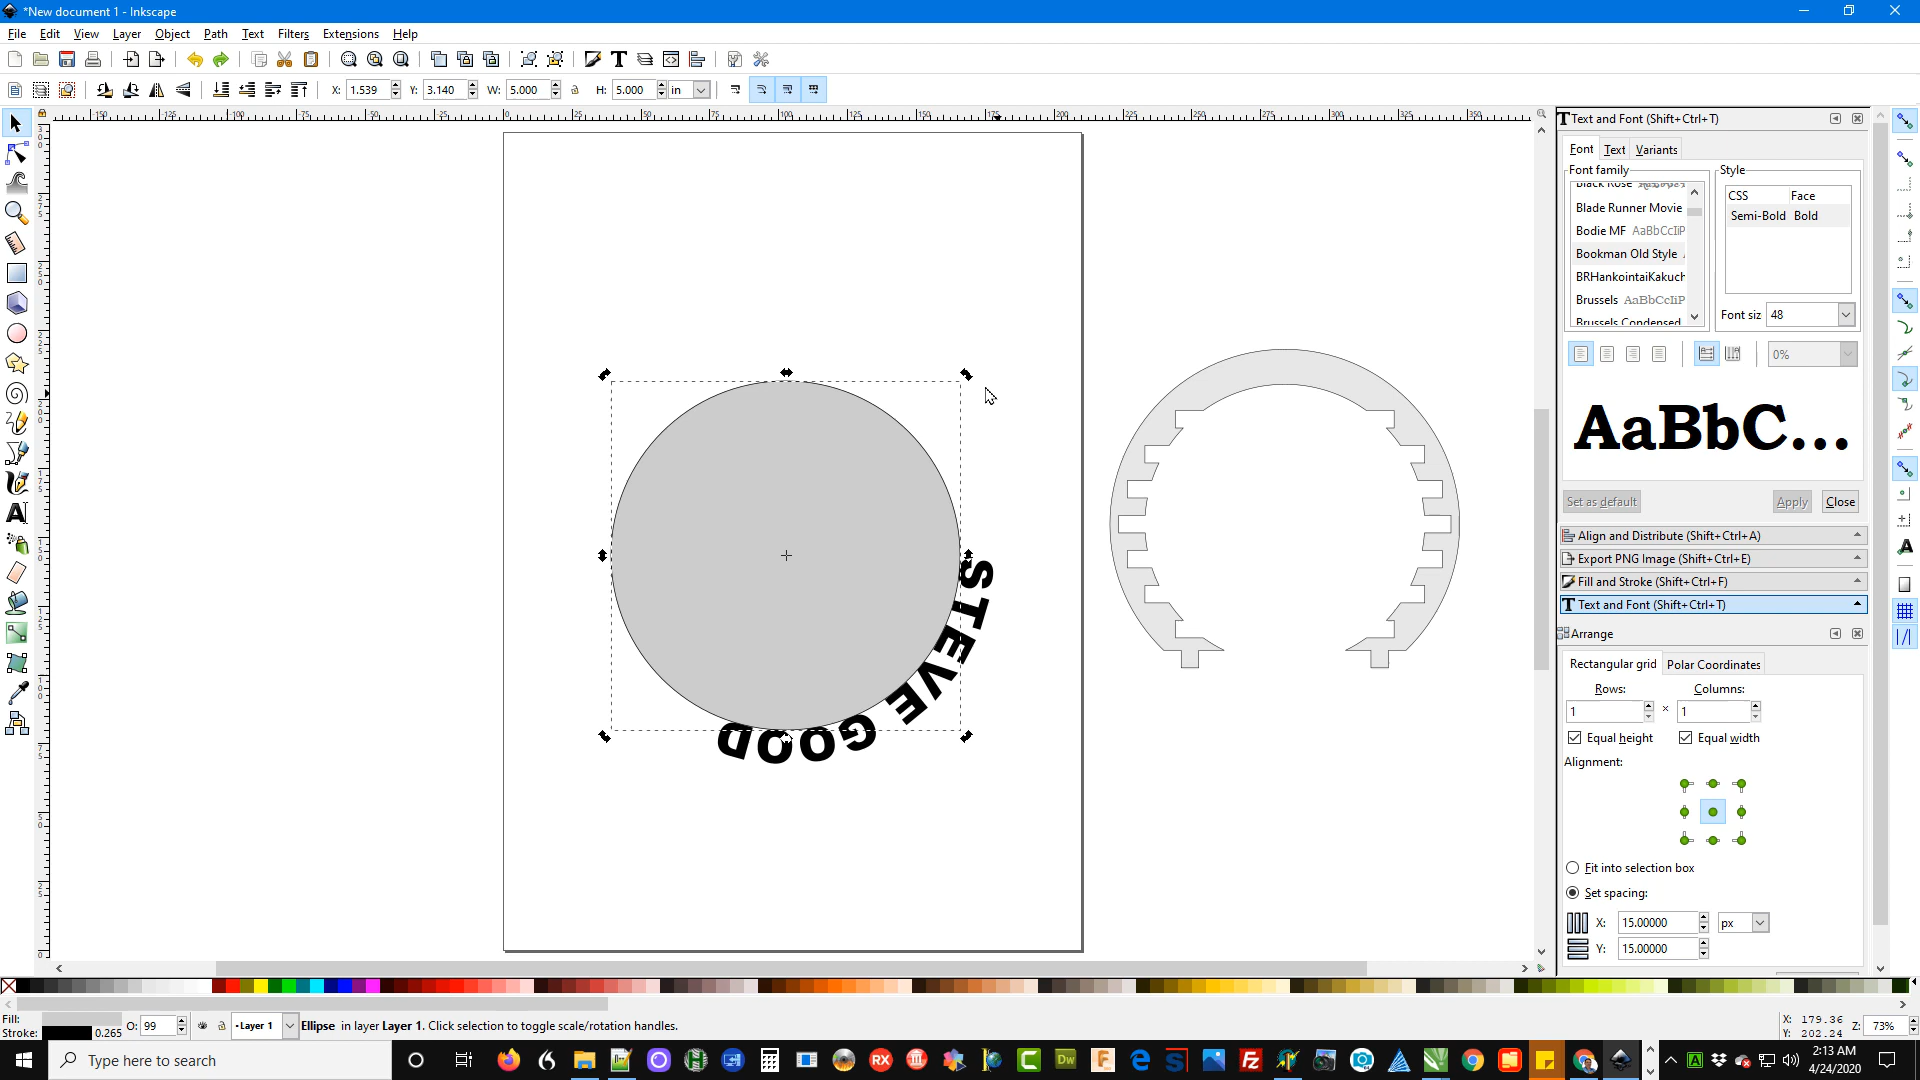 *New document 1 - Inkscape
File Edit View Layer Object Path Text Filters Extensions Help
X: 1.539 Y: 3.140 W: 5.000 H: 5.000 in
Text and Font (Shift+Ctrl+T)
Font Text Variants
Font family
Style
Blade Runner Movie
Bodie MF AaBbCcIiP
Bookman Old Style
BRHankointaiKakuch
Brussels AaBbCcIiP
Brussels Condensed
CSS Face
Semi-Bold Bold
Font siz 48
0%
AaBbC...
Set as default Apply Close
Align and Distribute (Shift+Ctrl+A)
Export PNG Image (Shift+Ctrl+E)
Fill and Stroke (Shift+Ctrl+F)
Text and Font (Shift+Ctrl+T)
Arrange
Rectangular grid Polar Coordinates
Rows: Columns:
1 × 1
Equal height Equal width
Alignment:
Fit into selection box
Set spacing:
X: 15.00000 px
Y: 15.00000
STEVE GOOD
Fill:
Stroke: 0.265 O: 99 Layer 1 Ellipse in layer Layer 1. Click selection to toggle scale/rotation handles.
X: 179.36
Y: 202.24 Z: 73%
Type here to search
2:13 AM
4/24/2020